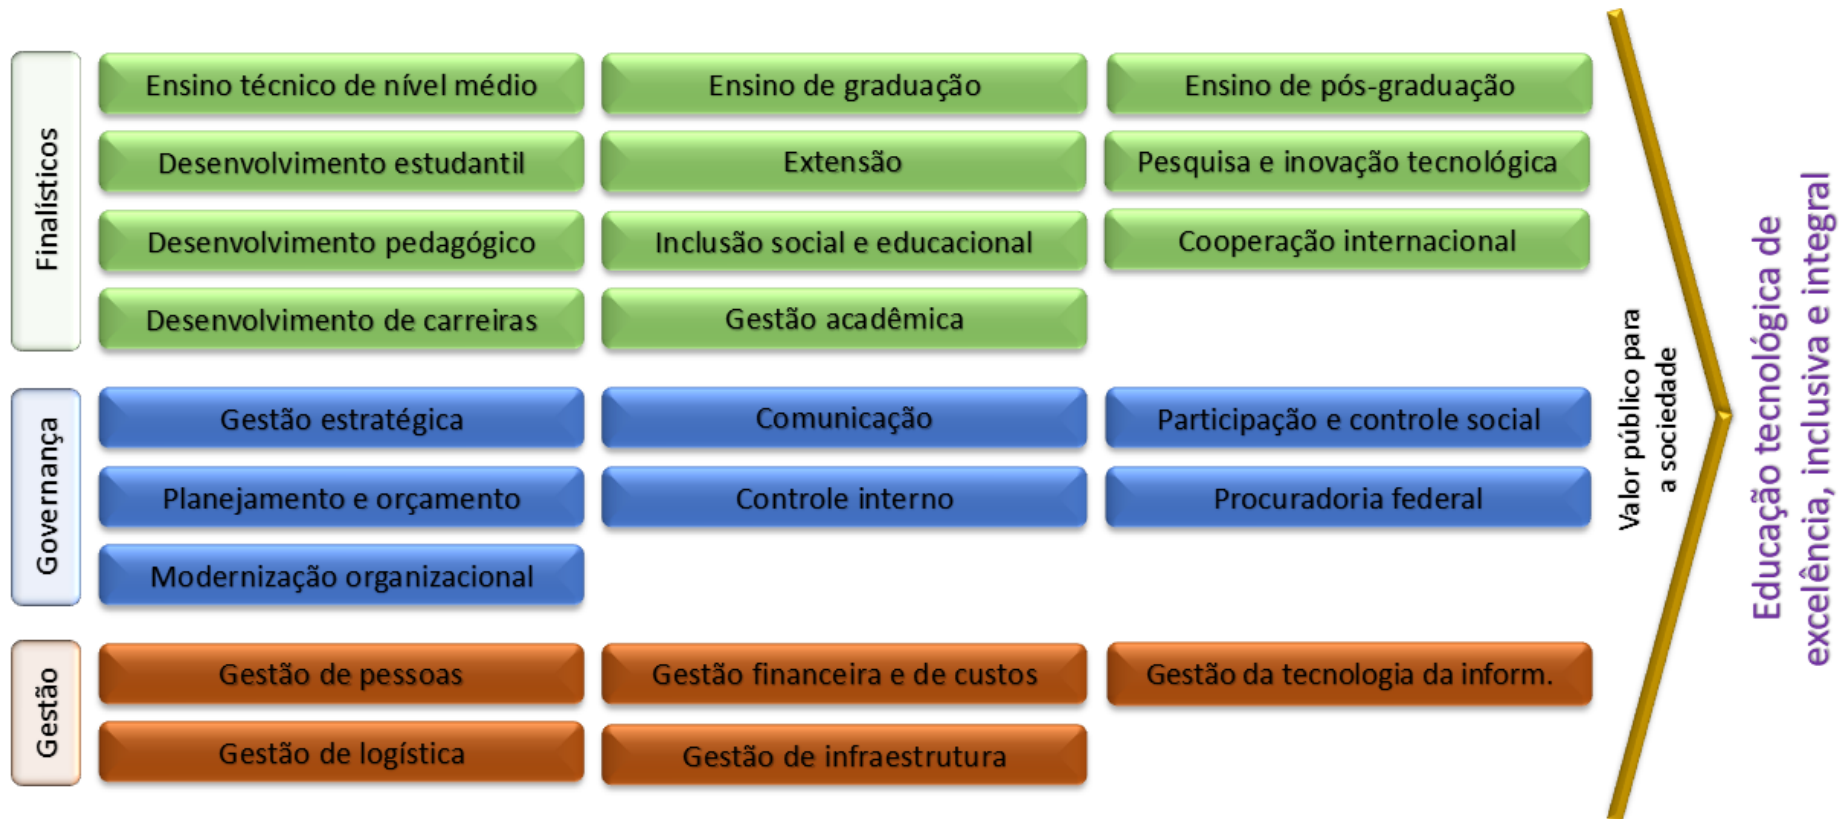 Finalísticos
Ensino técnico de nível médio
Ensino de graduação
Ensino de pós-graduação
Desenvolvimento estudantil
Extensão
Pesquisa e inovação tecnológica
Desenvolvimento pedagógico
Inclusão social e educacional
Cooperação internacional
Desenvolvimento de carreiras
Gestão acadêmica
Governança
Gestão estratégica
Comunicação
Participação e controle social
Planejamento e orçamento
Controle interno
Procuradoria federal
Modernização organizacional
Gestão
Gestão de pessoas
Gestão financeira e de custos
Gestão da tecnologia da inform.
Gestão de logística
Gestão de infraestrutura
Valor público para
a sociedade
Educação tecnológica de
excelência, inclusiva e integral